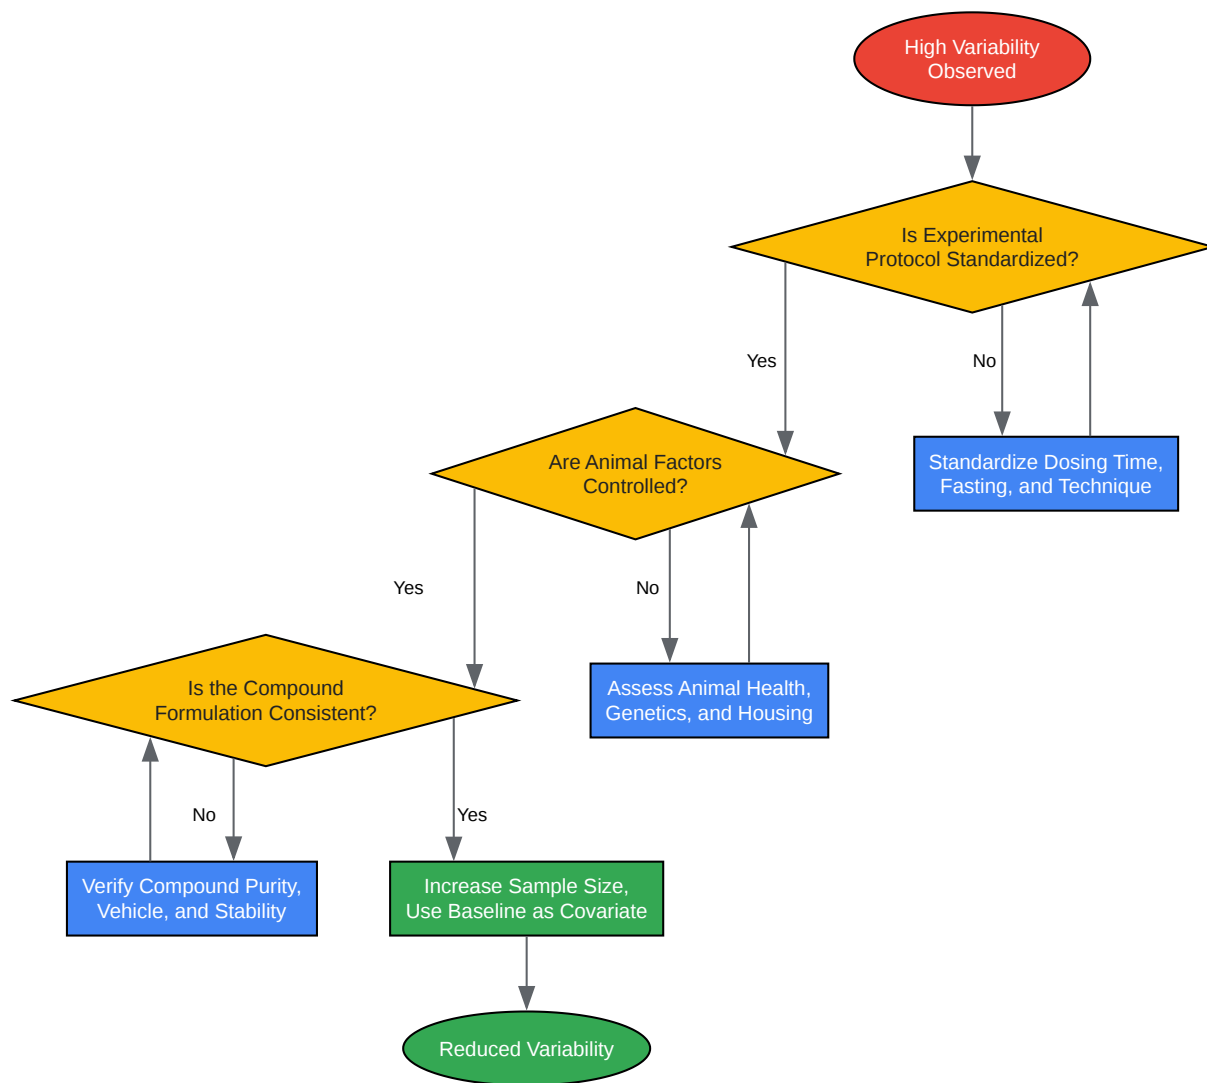 High Variability
Observed
Is Experimental
Protocol Standardized?
Yes
No
Are Animal Factors
Controlled?
Standardize Dosing Time,
Fasting, and Technique
Yes
No
Is the Compound
Formulation Consistent?
Assess Animal Health,
Genetics, and Housing
No
Yes
Verify Compound Purity,
Vehicle, and Stability
Increase Sample Size,
Use Baseline as Covariate
Reduced Variability